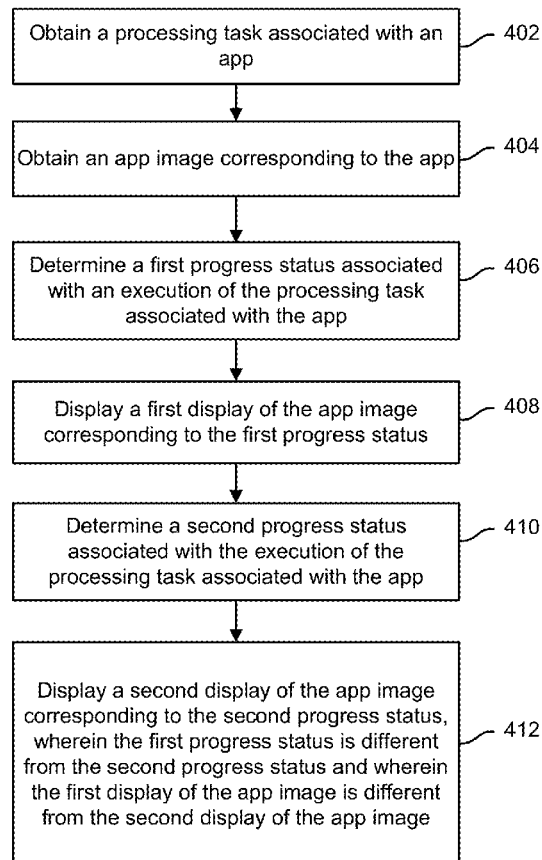 Obtain a processing task associated with an
app
402
Obtain an app image corresponding to the app
404
Determine a first progress status associated
with an execution of the processing task
associated with the app
406
Display a first display of the app image
corresponding to the first progress status
408
Determine a second progress status
associated with the execution of the
processing task associated with the app
410
Display a second display of the app image
corresponding to the second progress status,
wherein the first progress status is different
from the second progress status and wherein
the first display of the app image is different
from the second display of the app image
412